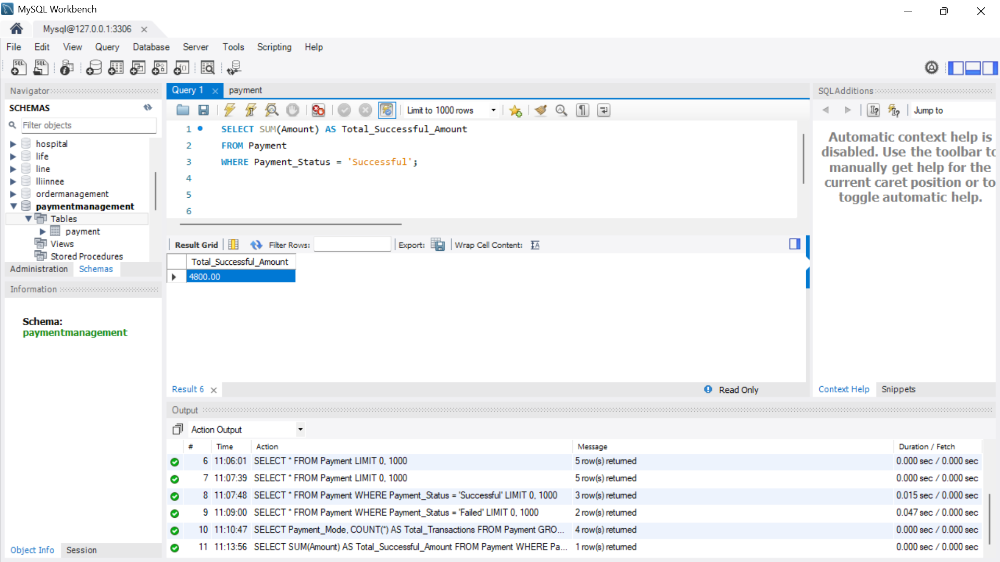 MySQL Workbench
Mysql@127.0.0.1:3306
File Edit View Query Database Server Tools Scripting Help
Navigator
SCHEMAS
Filter objects
hospital
life
line
lliinnee
ordermanagement
paymentmanagement
Tables
payment
Views
Stored Procedures
Administration Schemas
Information
Schema:
paymentmanagement
Object Info Session
Query 1 payment
Limit to 1000 rows
1 SELECT SUM(Amount) AS Total_Successful_Amount
2 FROM Payment
3 WHERE Payment_Status = 'Successful';
4
5
6
Result Grid Filter Rows: Export: Wrap Cell Content:
Total_Successful_Amount
4800.00
Result 6 Read Only
SQLAdditions
Jump to
Automatic context help is
disabled. Use the toolbar to
manually get help for the
current caret position or to
toggle automatic help.
Context Help Snippets
Output
Action Output
# Time Action Message Duration / Fetch
6 11:06:01 SELECT * FROM Payment LIMIT 0, 1000 5 row(s) returned 0.000 sec / 0.000 sec
7 11:07:39 SELECT * FROM Payment LIMIT 0, 1000 5 row(s) returned 0.000 sec / 0.000 sec
8 11:07:48 SELECT * FROM Payment WHERE Payment_Status = 'Successful' LIMIT 0, 1000 3 row(s) returned 0.015 sec / 0.000 sec
9 11:09:00 SELECT * FROM Payment WHERE Payment_Status = 'Failed' LIMIT 0, 1000 2 row(s) returned 0.047 sec / 0.000 sec
10 11:10:47 SELECT Payment_Mode, COUNT(*) AS Total_Transactions FROM Payment GRO... 4 row(s) returned 0.000 sec / 0.000 sec
11 11:13:56 SELECT SUM(Amount) AS Total_Successful_Amount FROM Payment WHERE Pa... 1 row(s) returned 0.000 sec / 0.000 sec